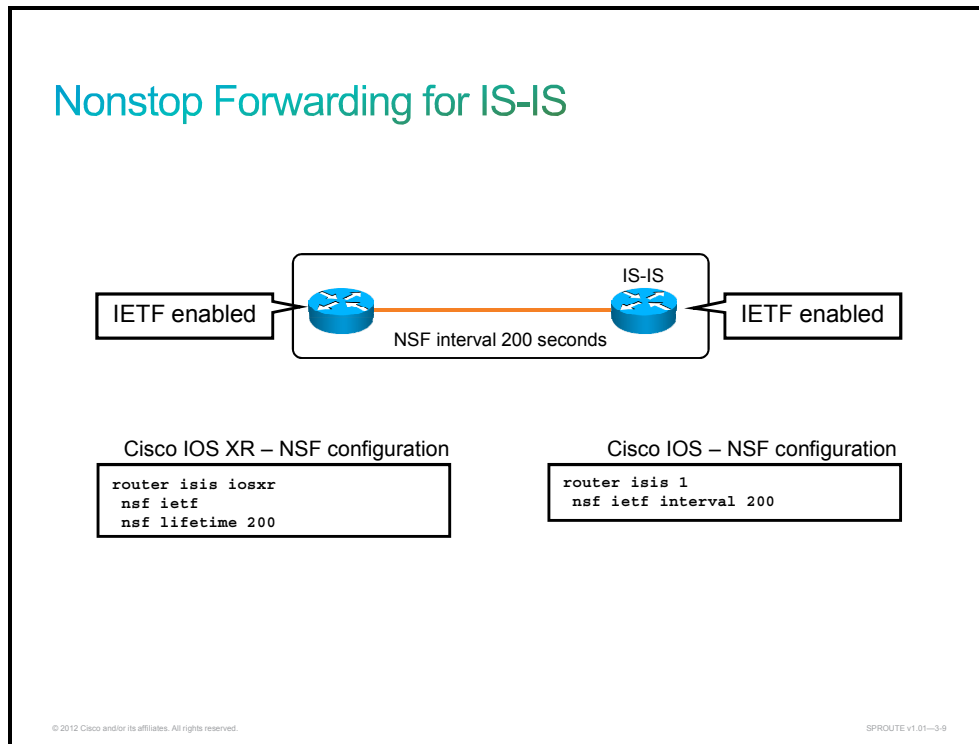 Nonstop Forwarding for IS-IS
IS-IS
IETF enabled
IETF enabled
NSF interval 200 seconds
Cisco IOS XR – NSF configuration
router isis iosxr
nsf ietf
nsf lifetime 200
Cisco IOS – NSF configuration
router isis 1
nsf ietf interval 200
© 2012 Cisco and/or its affiliates. All rights reserved.
SPROUTE v1.01—3-9